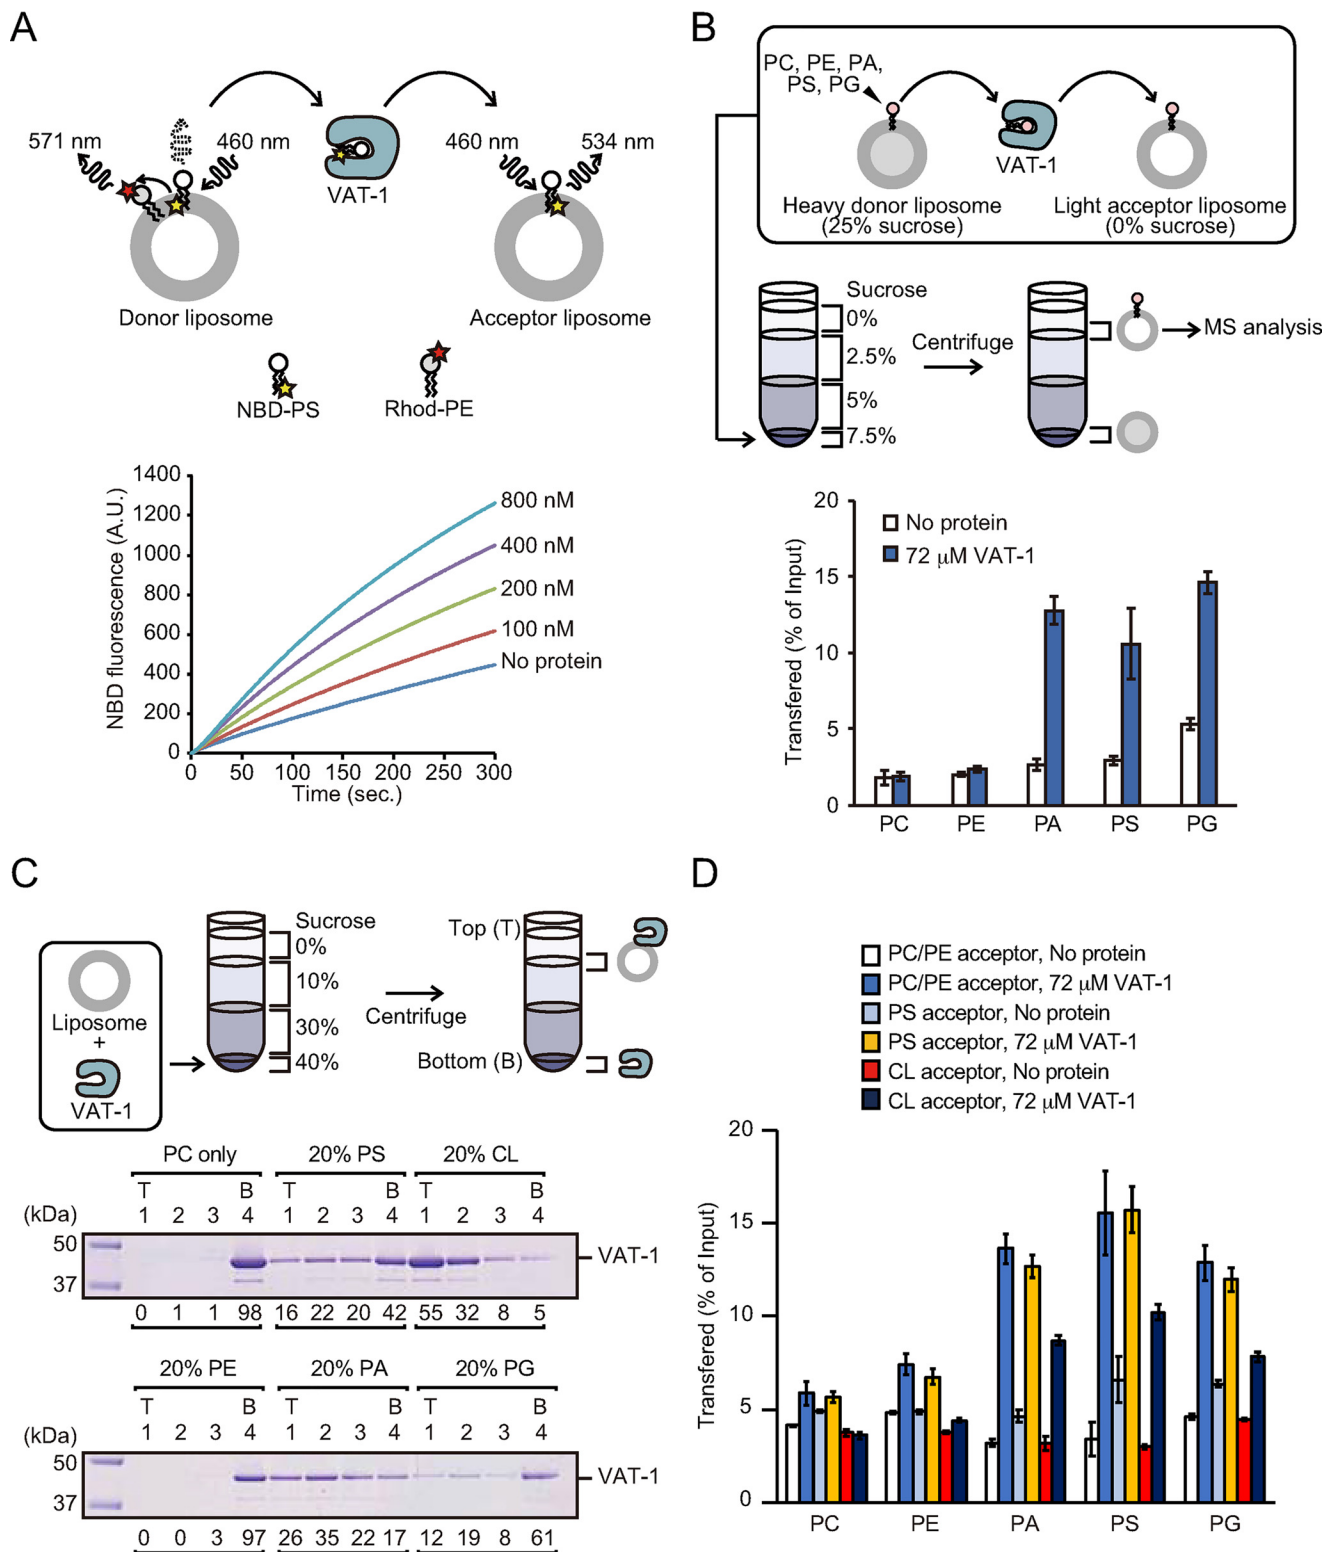 A
571 nm
460 nm
VAT-1
460 nm
534 nm
Donor liposome
Acceptor liposome
NBD-PS
Rhod-PE
NBD fluorescence (A.U.)
1400
1200
1000
800
600
400
200
0
800 nM
400 nM
200 nM
100 nM
No protein
0 50 100 150 200 250 300
Time (sec.)
B
PC, PE, PA,
PS, PG
VAT-1
Heavy donor liposome
(25% sucrose)
Light acceptor liposome
(0% sucrose)
Sucrose
0%
2.5%
5%
7.5%
Centrifuge
MS analysis
Transfered (% of Input)
20
15
10
5
0
No protein
72 μM VAT-1
PC PE PA PS PG
C
Liposome
+
VAT-1
Sucrose
0%
10%
30%
40%
Centrifuge
Top (T)
Bottom (B)
PC only 20% PS 20% CL
T B T B T B
(kDa) 1 2 3 4 1 2 3 4 1 2 3 4
50
37
VAT-1
0 1 1 98 16 22 20 42 55 32 8 5
20% PE 20% PA 20% PG
T B T B T B
(kDa) 1 2 3 4 1 2 3 4 1 2 3 4
50
37
VAT-1
0 0 3 97 26 35 22 17 12 19 8 61
D
PC/PE acceptor, No protein
PC/PE acceptor, 72 μM VAT-1
PS acceptor, No protein
PS acceptor, 72 μM VAT-1
CL acceptor, No protein
CL acceptor, 72 μM VAT-1
Transfered (% of Input)
20
15
10
5
0
PC PE PA PS PG